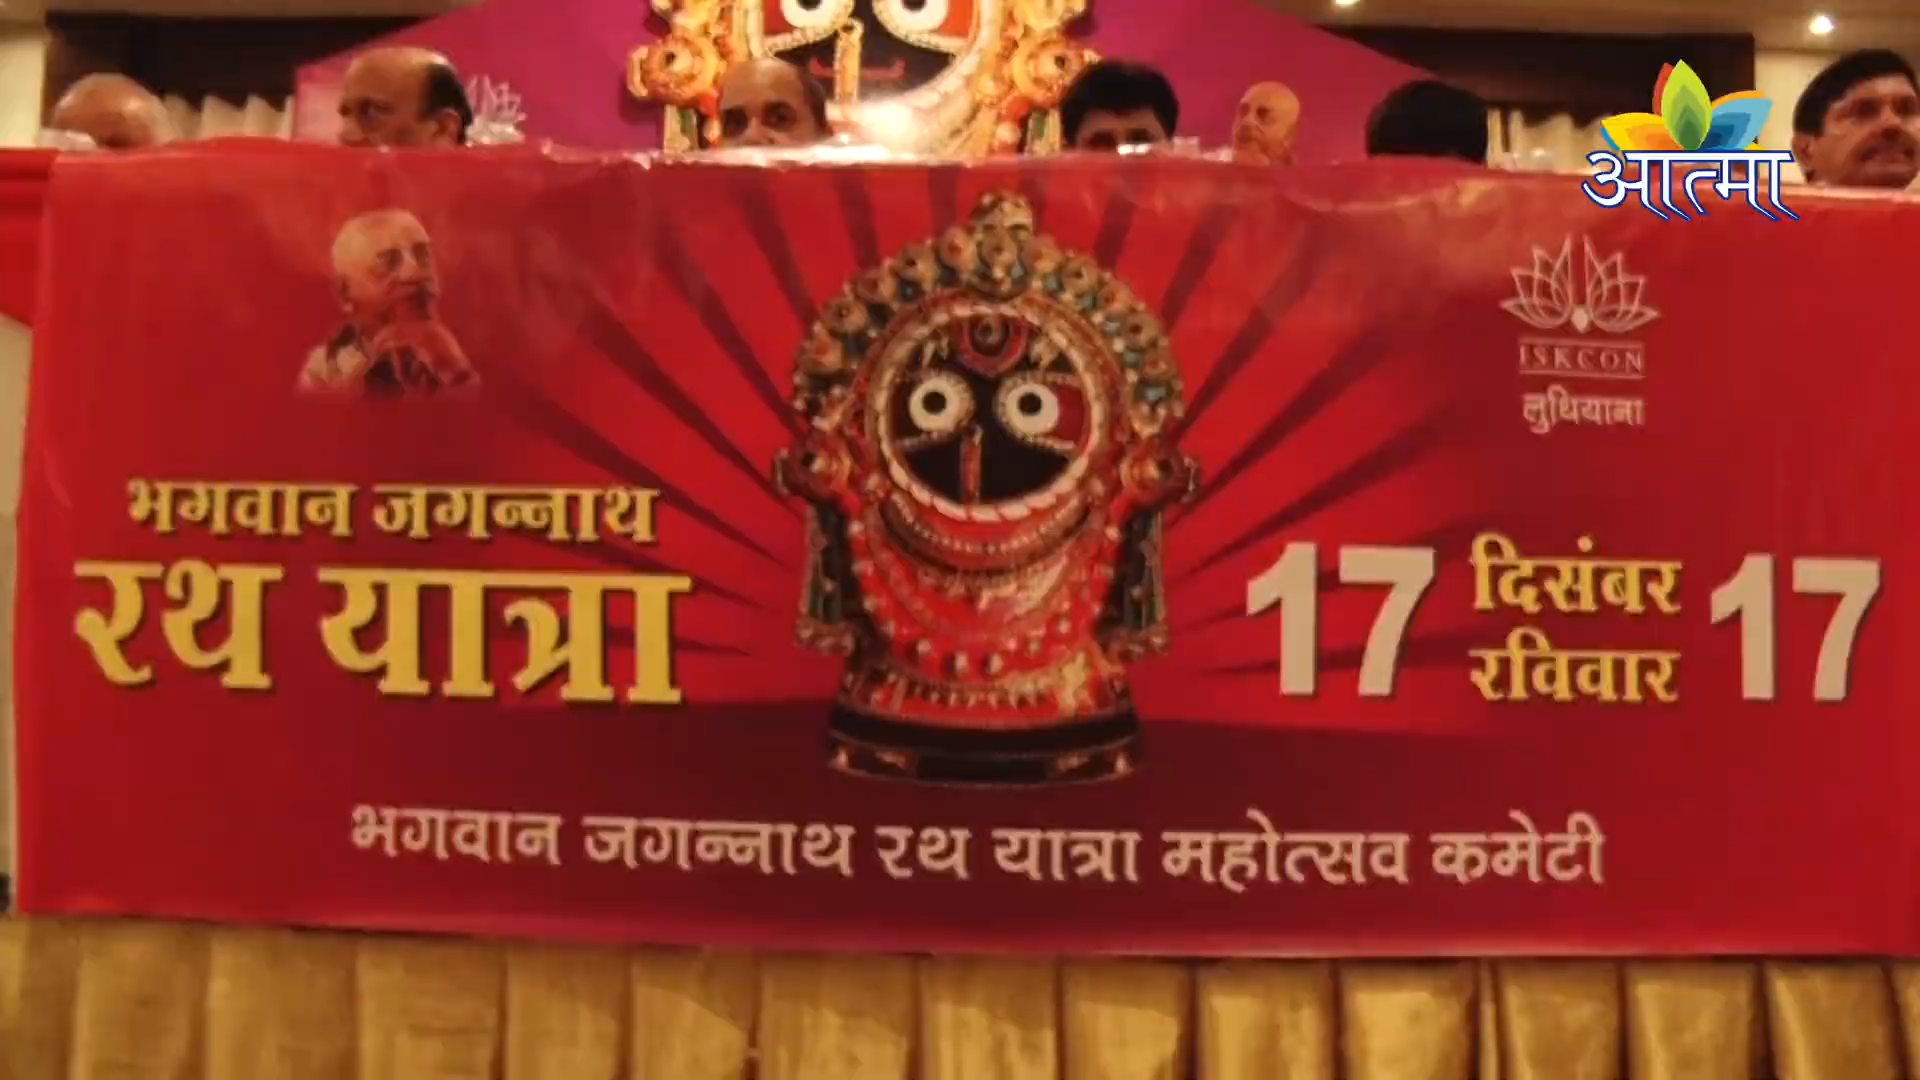 आत्मा
ISKCON
लुधियाना
भगवान जगन्नाथ
रथ यात्रा
17 दिसंबर रविवार 17
भगवान जगन्नाथ रथ यात्रा महोत्सव कमेटी